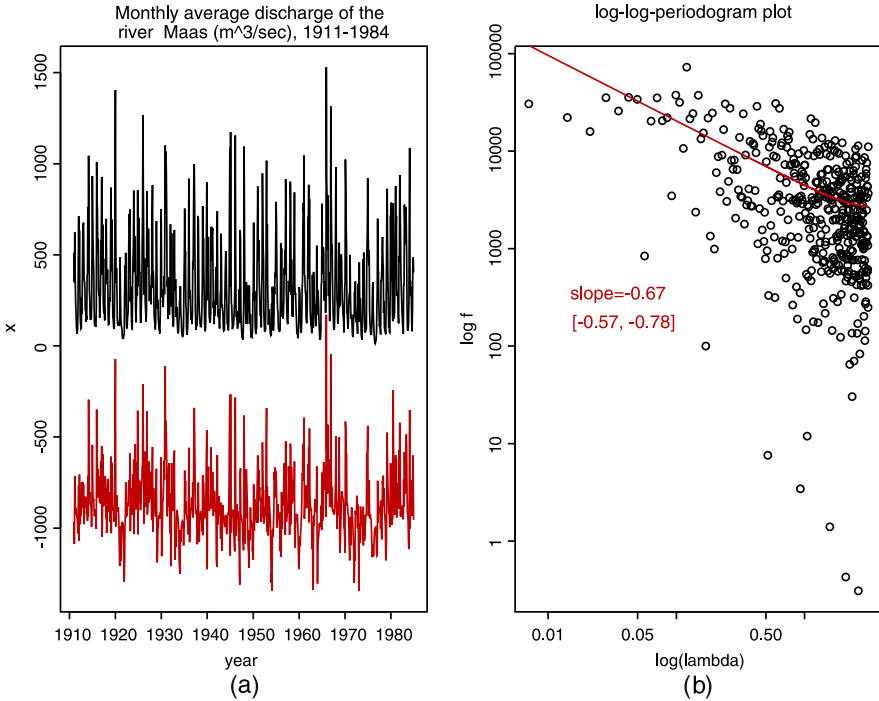 Monthly average discharge of the
river Maas (m^3/sec), 1911-1984
x
1500
1000
500
0
-500
-1000
1910 1920 1930 1940 1950 1960 1970 1980
year
(a)
log-log-periodogram plot
log f
100000
10000
1000
100
10
1
slope=-0.67
[-0.57, -0.78]
0.01 0.05 0.50
log(lambda)
(b)